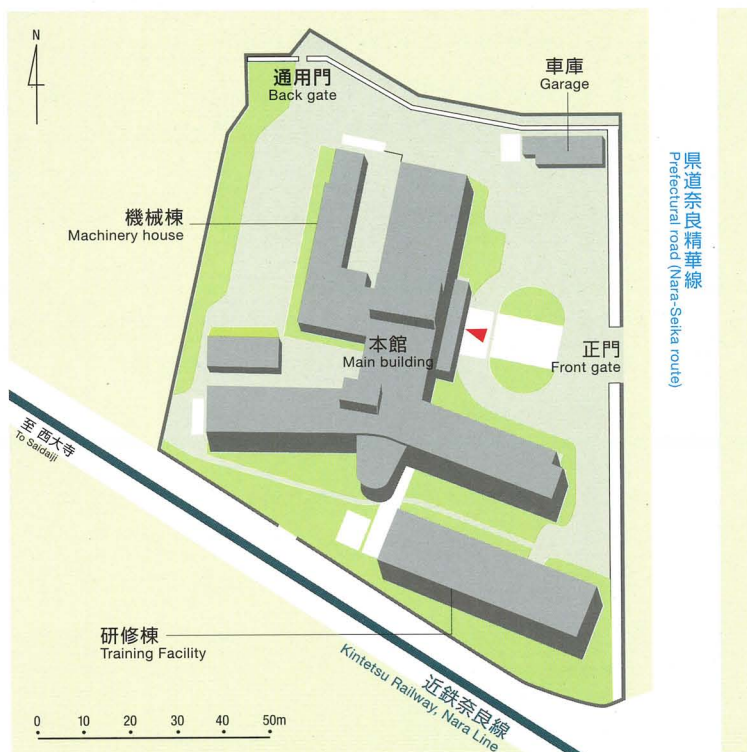 N
通用門
Back gate
車庫
Garage
県道奈良精華線
Prefectural road (Nara-Seika route)
機械棟
Machinery house
本館
Main building
正門
Front gate
至 西大寺
To Saidaiji
研修棟
Training Facility
近鉄奈良線
Kintetsu Railway, Nara Line
0 10 20 30 40 50m